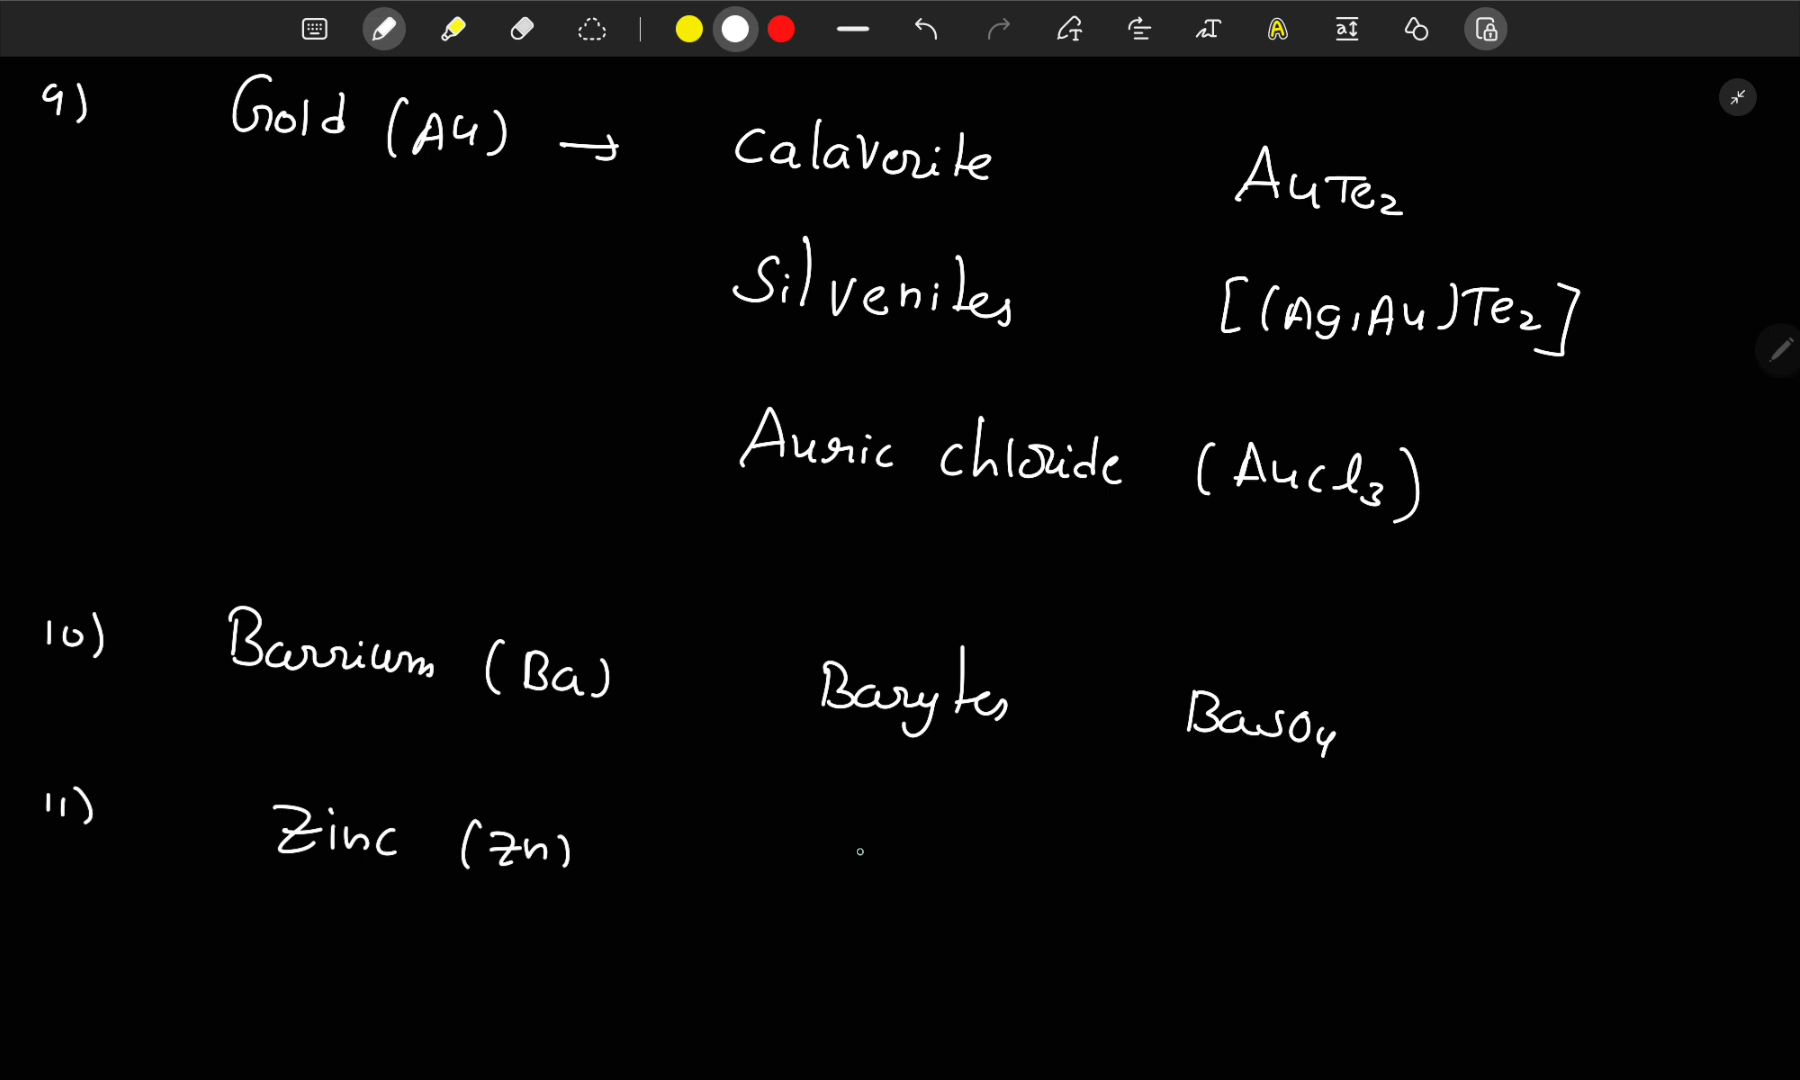 9) Gold (Au) → Calaverite AuTe2
Silvenites [(Ag,Au)Te2]
Auric chloride (AuCl3)
10) Barrium (Ba) Barytes BaSO4
11) Zinc (Zn)